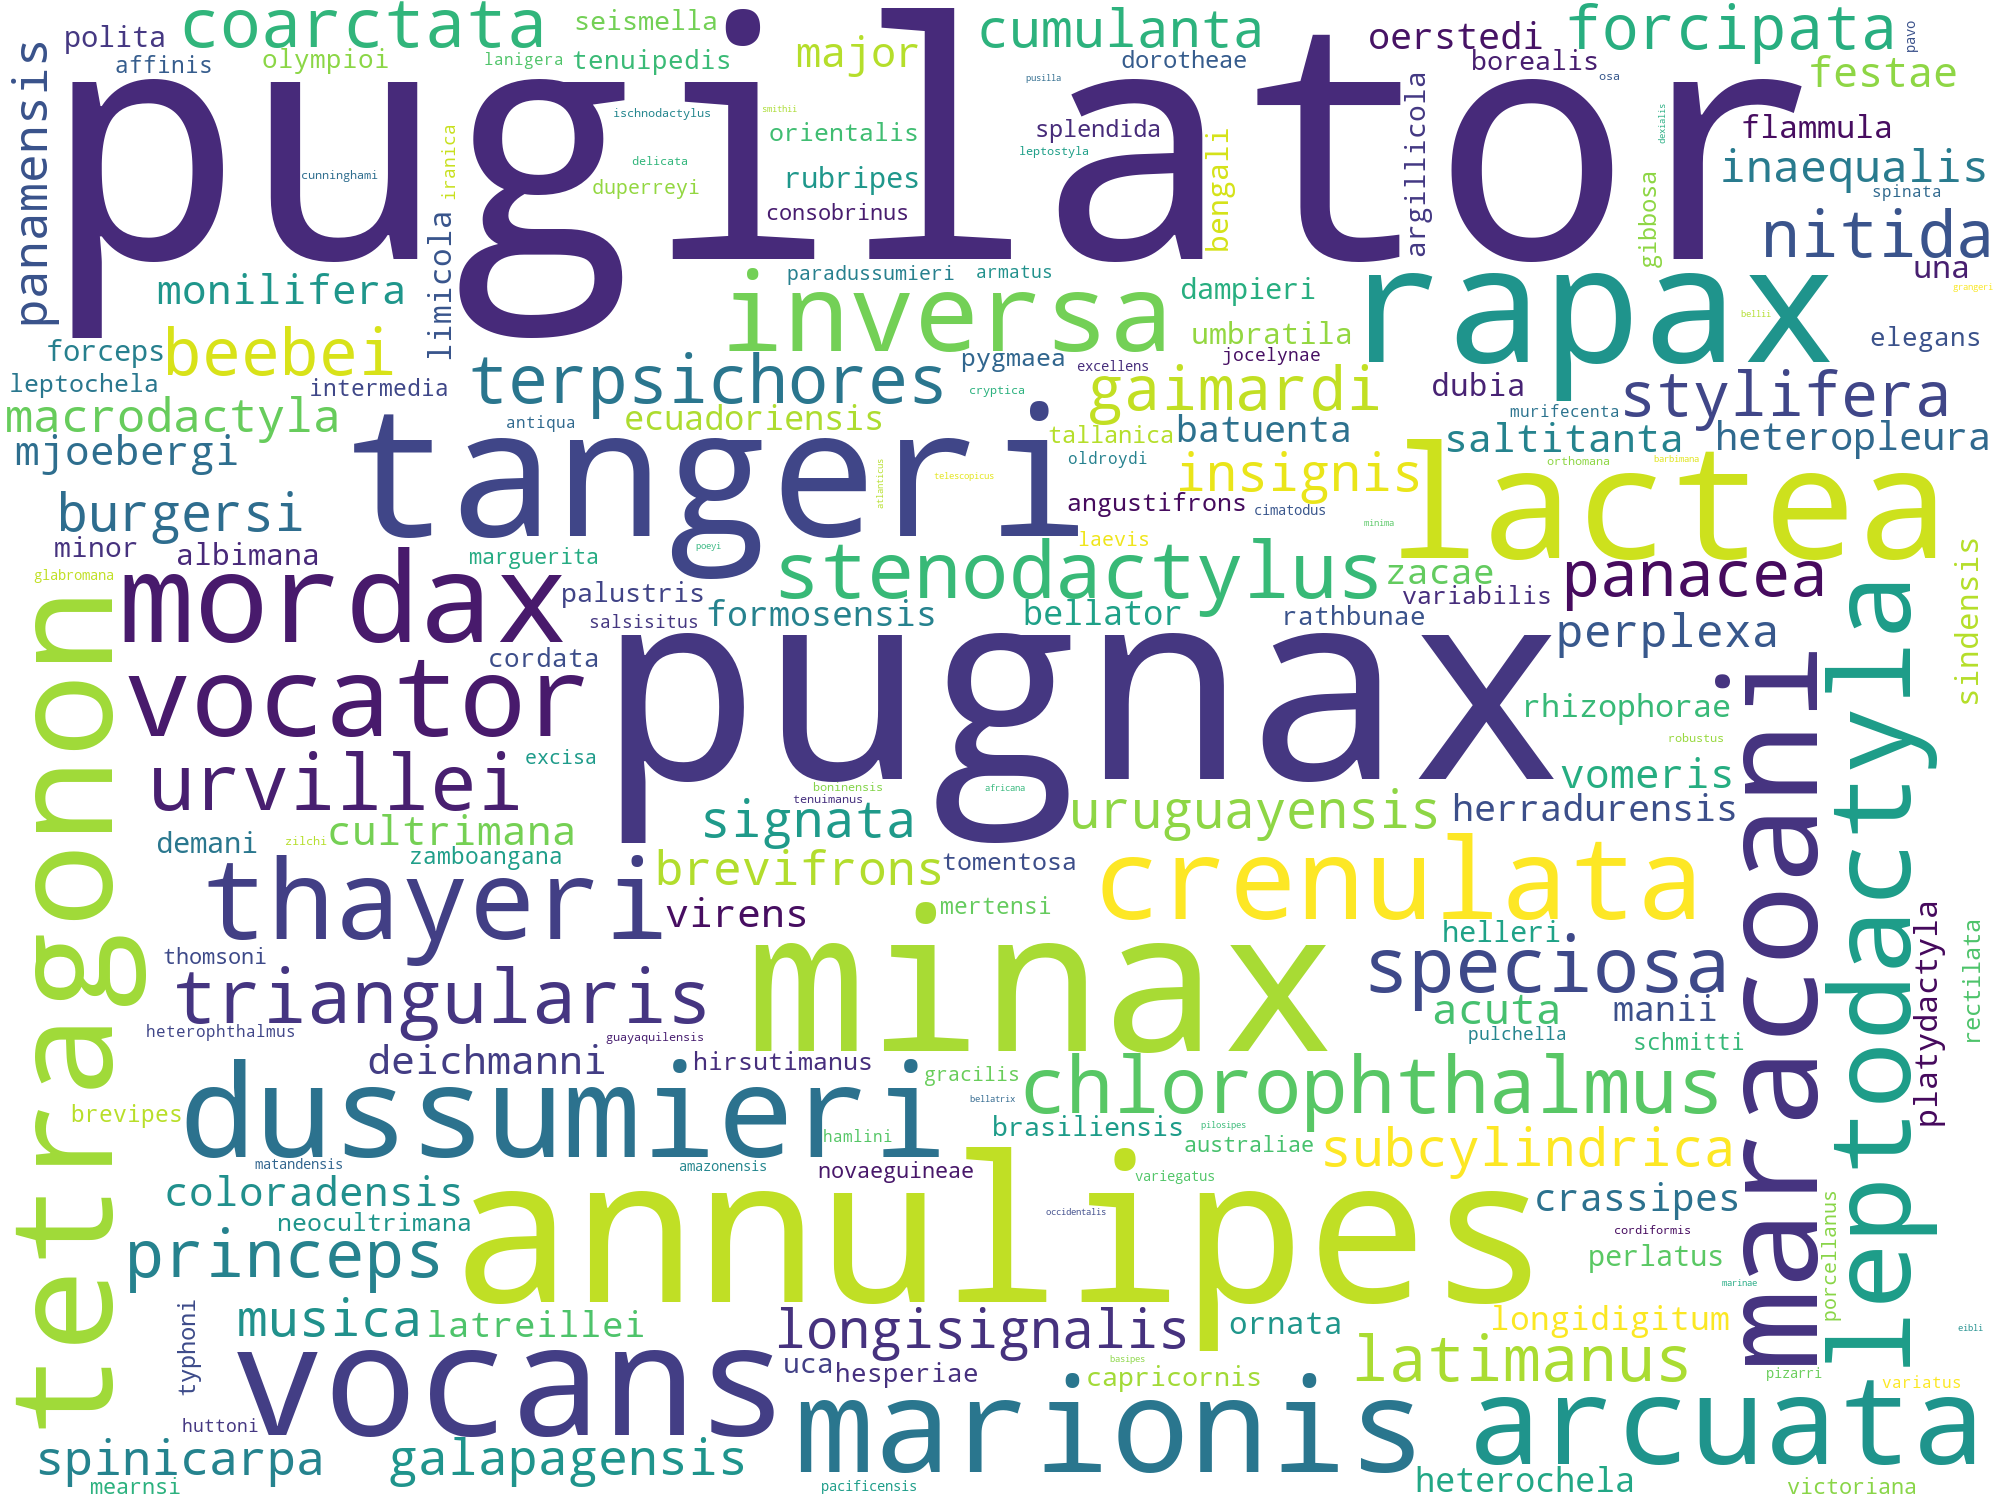 pugilator
coarctata
seismella
cumulanta
oerstedi
forcipata
pavo
polita
affinis
olympioi
lanigera
tenuipedis
major
dorotheae
borealis
osa
festae
pusilla
panamensis
ischnodactylus
smithii
orientalis
splendida
leptostyla
bengali
argillicola
dexialis
flammula
inaequalis
spinata
iranica
cunninghami
delicata
duperreyi
rubripes
consobrinus
gibbosa
nitida
una
grangeri
limicola
monilifera
paradussumieri
armatus
dampieri
rapax
bellii
inversa
umbratila
elegans
forceps
beebei
leptochela
intermedia
terpsichores
pygmaea
excellens
jocelynae
cryptica
gaimardi
dubia
stylifera
murifecenta
macrodactyla
antiqua
ecuadoriensis
tallanica
batuenta
saltitanta
heteropleura
mjoebergi
tangeri
oldroydi
insignis
orthomana
barbimana
lactea
atlanticus
telescopicus
angustifrons
cimatodus
minima
burgersi
minor
albimana
marguerita
poeyi
laevis
glabromana
mordax
stenodactylus
zacae
panacea
sindensis
palustris
salsisitus
formosensis
bellator
rathbunae
variabilis
perplexa
cordata
pugnax
vocator
rhizophorae
robustus
tetragonon
maracoani
leptodactyla
urvillei
excisa
boninensis
tenuimanus
africana
vomeris
demani
zilchi
cultrimana
signata
uruguayensis
herradurensis
zamboangana
brevifrons
tomentosa
crenulata
thayeri
virens
mertensi
minax
helleri
platydactyla
rectilata
thomsoni
triangularis
speciosa
acuta
manii
heterophthalmus
guayaquilensis
pulchella
schmitti
deichmanni
hirsutimanus
gracilis
chlorophthalmus
dussumieri
bellatrix
brevipes
hamlini
brasiliensis
pilosipes
australiae
subcylindrica
matandensis
amazonensis
novaeguineae
variegatus
coloradensis
annulipes
crassipes
porcellanus
neocultrimana
occidentalis
cordiformis
princeps
perlatus
marinae
typhoni
musica
latreillei
longisignalis
ornata
longidigitum
eibli
vocans
uca
hesperiae
basipes
capricornis
latimanus
pizarri
variatus
huttoni
marionis
arcuata
spinicarpa
galapagensis
mearnsi
pacificensis
heterochela
victoriana